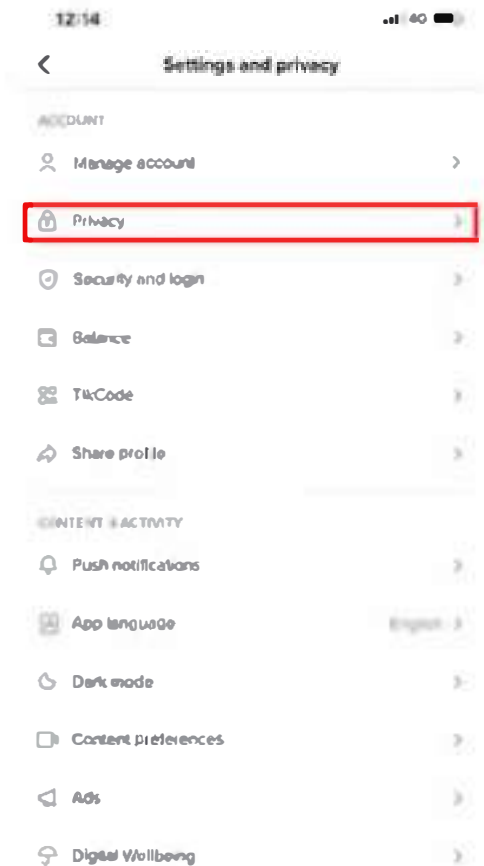 12:14
4G
Settings and privacy
ACCOUNT
Manage account
Privacy
Security and login
Balance
TikCode
Share profile
CONTENT & ACTIVITY
Push notifications
App language
English
Dark mode
Content preferences
Ads
Digital Wellbeing